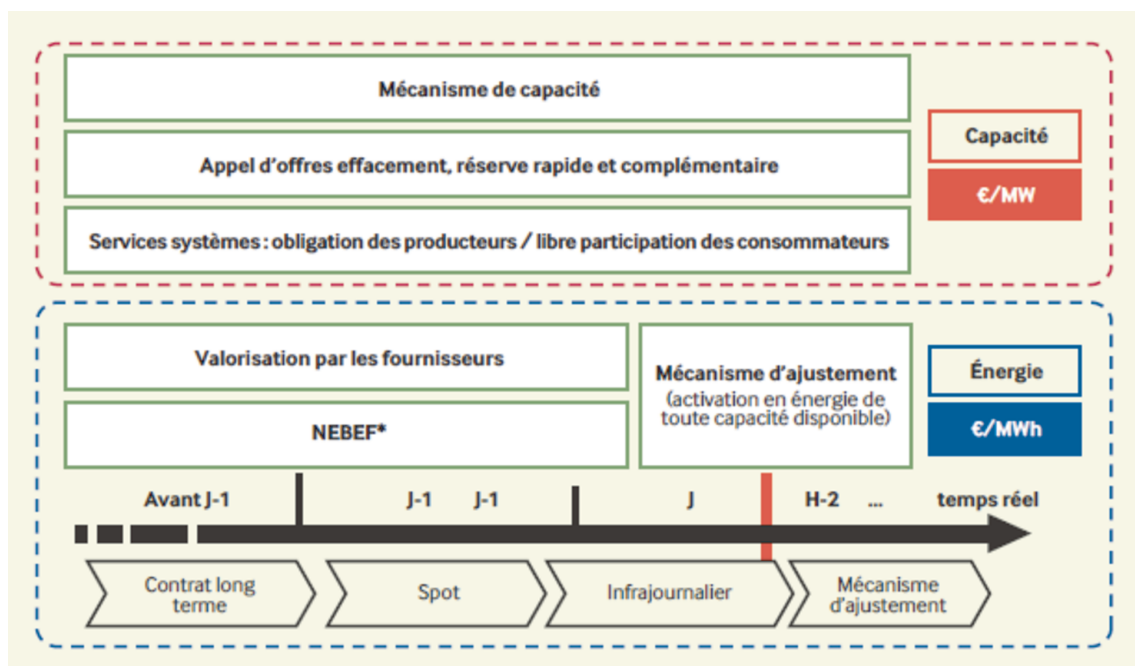 Mécanisme de capacité
Appel d’offres effacement, réserve rapide et complémentaire
Services systèmes : obligation des producteurs / libre participation des consommateurs
Capacité
€/MW
Valorisation par les fournisseurs
NEBEF*
Mécanisme d’ajustement
(activation en énergie de
toute capacité disponible)
Énergie
€/MWh
Avant J-1
J-1 J-1
J
H-2 ...
temps réel
Contrat long
terme
Spot
Infrajournalier
Mécanisme
d’ajustement